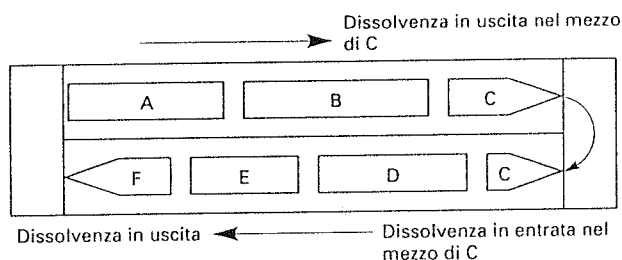 Dissolvenza in uscita nel mezzo
di C
A B C
F E D C
Dissolvenza in uscita
Dissolvenza in entrata nel
mezzo di C